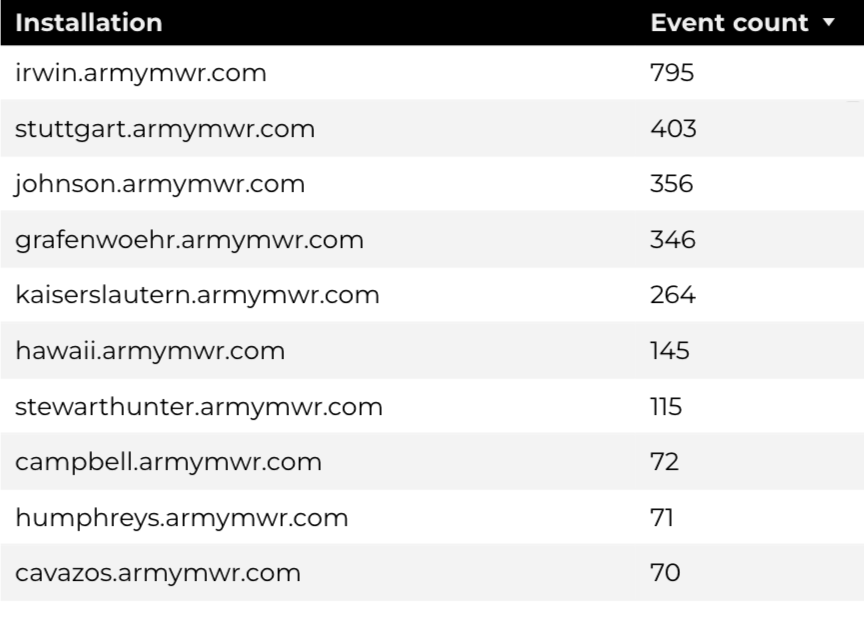 Installation Event count ▼
irwin.armymwr.com 795
stuttgart.armymwr.com 403
johnson.armymwr.com 356
grafenwoehr.armymwr.com 346
kaiserslautern.armymwr.com 264
hawaii.armymwr.com 145
stewarthunter.armymwr.com 115
campbell.armymwr.com 72
humphreys.armymwr.com 71
cavazos.armymwr.com 70